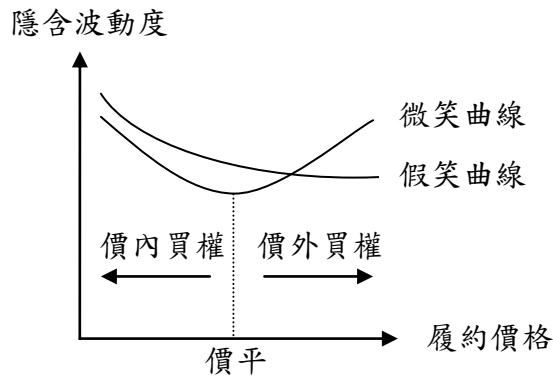 隱含波動度
微笑曲線
假笑曲線
價內買權 價外買權
履約價格
價平